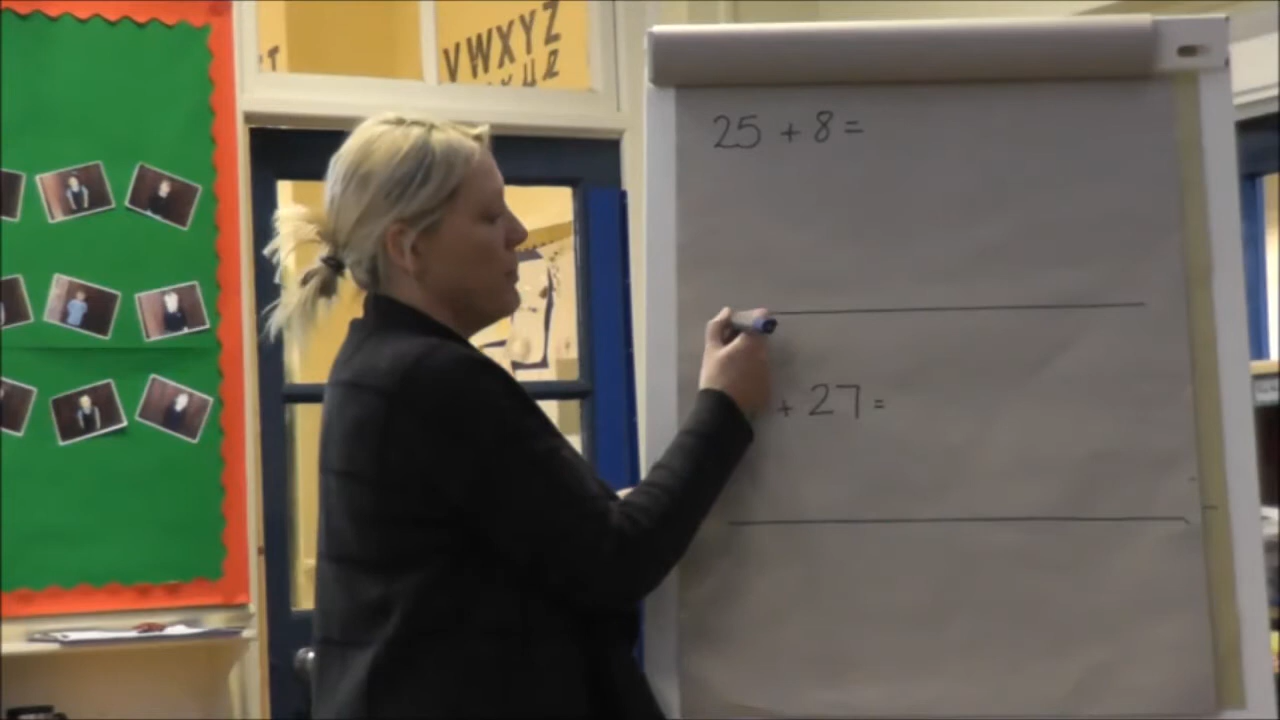 VWXYZ
25 + 8 =
+ 27 =